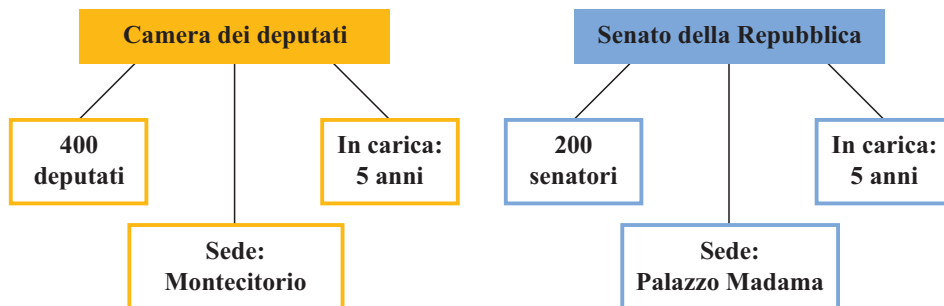 Camera dei deputati
400
deputati
In carica:
5 anni
Sede:
Montecitorio
Senato della Repubblica
200
senatori
In carica:
5 anni
Sede:
Palazzo Madama